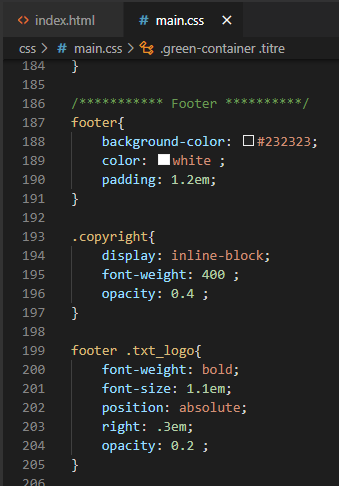 index.html
# main.css ×
css > # main.css > .green-container .titre
184 }
185
186 /*********** Footer **********/
187 footer{
188 background-color: #232323;
189 color: white ;
190 padding: 1.2em;
191 }
192
193 .copyright{
194 display: inline-block;
195 font-weight: 400 ;
196 opacity: 0.4 ;
197 }
198
199 footer .txt_logo{
200 font-weight: bold;
201 font-size: 1.1em;
202 position: absolute;
203 right: .3em;
204 opacity: 0.2 ;
205 }
206